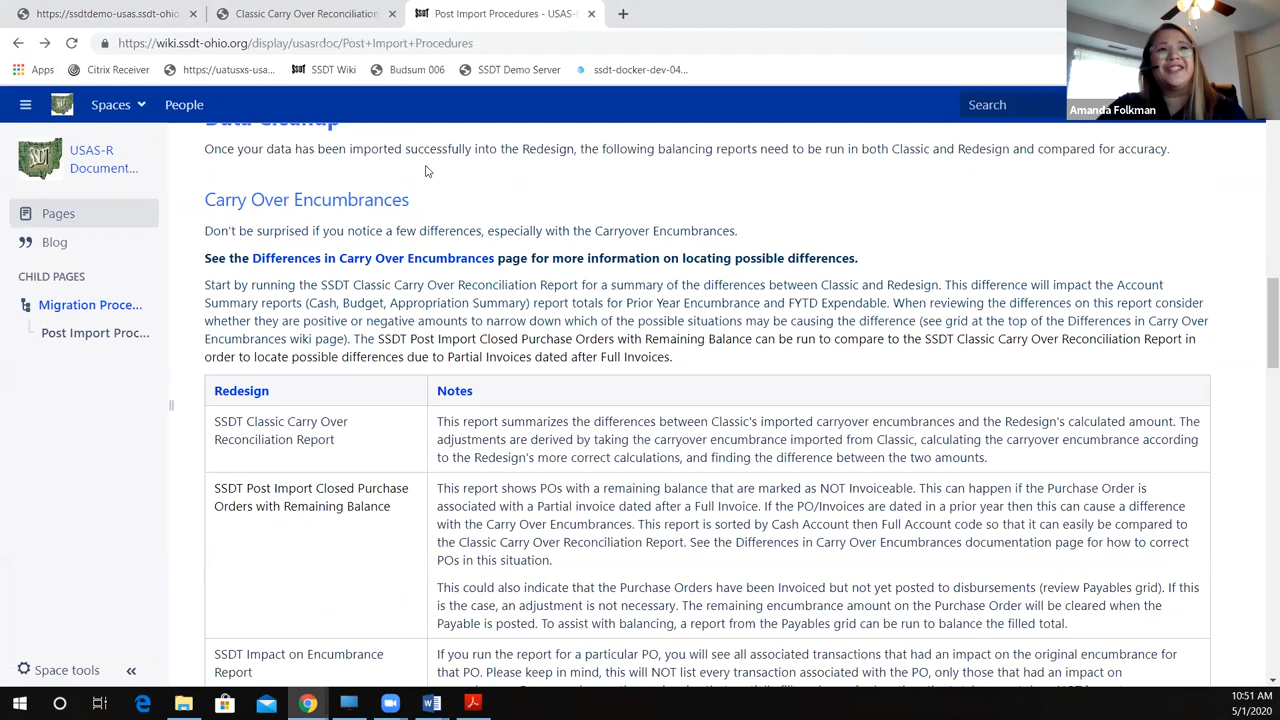 https://ssdtdemo-usas.ssdt-ohio
Classic Carry Over Reconciliation
Post Import Procedures - USAS-
https://wiki.ssdt-ohio.org/display/usasrdoc/Post+Import+Procedures
Apps
Citrix Receiver
https://uatusxs-usa...
SSDT Wiki
Budsum 006
SSDT Demo Server
ssdt-docker-dev-04...
Amanda Folkman
Spaces
People
Search
USAS-R
Document...
Pages
Blog
CHILD PAGES
Migration Proce...
Post Import Proc...
Space tools
Data Cleanup
Once your data has been imported successfully into the Redesign, the following balancing reports need to be run in both Classic and Redesign and compared for accuracy.
Carry Over Encumbrances
Don't be surprised if you notice a few differences, especially with the Carryover Encumbrances.
See the Differences in Carry Over Encumbrances page for more information on locating possible differences.
Start by running the SSDT Classic Carry Over Reconciliation Report for a summary of the differences between Classic and Redesign. This difference will impact the Account
Summary reports (Cash, Budget, Appropriation Summary) report totals for Prior Year Encumbrance and FYTD Expendable. When reviewing the differences on this report consider
whether they are positive or negative amounts to narrow down which of the possible situations may be causing the difference (see grid at the top of the Differences in Carry Over
Encumbrances wiki page). The SSDT Post Import Closed Purchase Orders with Remaining Balance can be run to compare to the SSDT Classic Carry Over Reconciliation Report in
order to locate possible differences due to Partial Invoices dated after Full Invoices.
Redesign
Notes
SSDT Classic Carry Over
Reconciliation Report
This report summarizes the differences between Classic's imported carryover encumbrances and the Redesign's calculated amount. The
adjustments are derived by taking the carryover encumbrance imported from Classic, calculating the carryover encumbrance according
to the Redesign's more correct calculations, and finding the difference between the two amounts.
SSDT Post Import Closed Purchase
Orders with Remaining Balance
This report shows POs with a remaining balance that are marked as NOT Invoiceable. This can happen if the Purchase Order is
associated with a Partial invoice dated after a Full Invoice. If the PO/Invoices are dated in a prior year then this can cause a difference
with the Carry Over Encumbrances. This report is sorted by Cash Account then Full Account code so that it can easily be compared to
the Classic Carry Over Reconciliation Report. See the Differences in Carry Over Encumbrances documentation page for how to correct
POs in this situation.
This could also indicate that the Purchase Orders have been Invoiced but not yet posted to disbursements (review Payables grid). If this
is the case, an adjustment is not necessary. The remaining encumbrance amount on the Purchase Order will be cleared when the
Payable is posted. To assist with balancing, a report from the Payables grid can be run to balance the filled total.
SSDT Impact on Encumbrance
Report
If you run the report for a particular PO, you will see all associated transactions that had an impact on the original encumbrance for
that PO. Please keep in mind, this will NOT list every transaction associated with the PO, only those that had an impact on
10:51 AM
5/1/2020